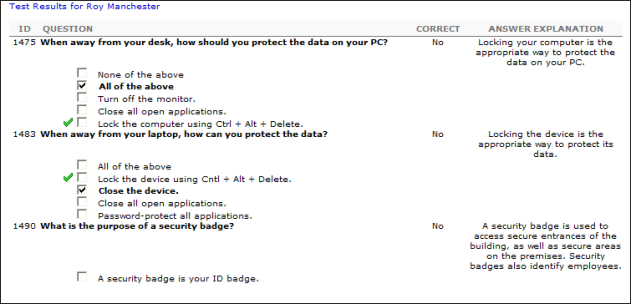 Test Results for Roy Manchester
ID QUESTION CORRECT ANSWER EXPLANATION
1475 When away from your desk, how should you protect the data on your PC? No Locking your computer is the
appropriate way to protect the
data on your PC.
None of the above
All of the above
Turn off the monitor.
Close all open applications.
Lock the computer using Ctrl + Alt + Delete.
1483 When away from your laptop, how can you protect the data? No Locking the device is the
appropriate way to protect its
data.
All of the above
Lock the device using Cntl + Alt + Delete.
Close the device.
Close all open applications.
Password-protect all applications.
1490 What is the purpose of a security badge? No A security badge is used to
access secure entrances of the
building, as well as secure areas
on the premises. Security
badges also identify employees.
A security badge is your ID badge.